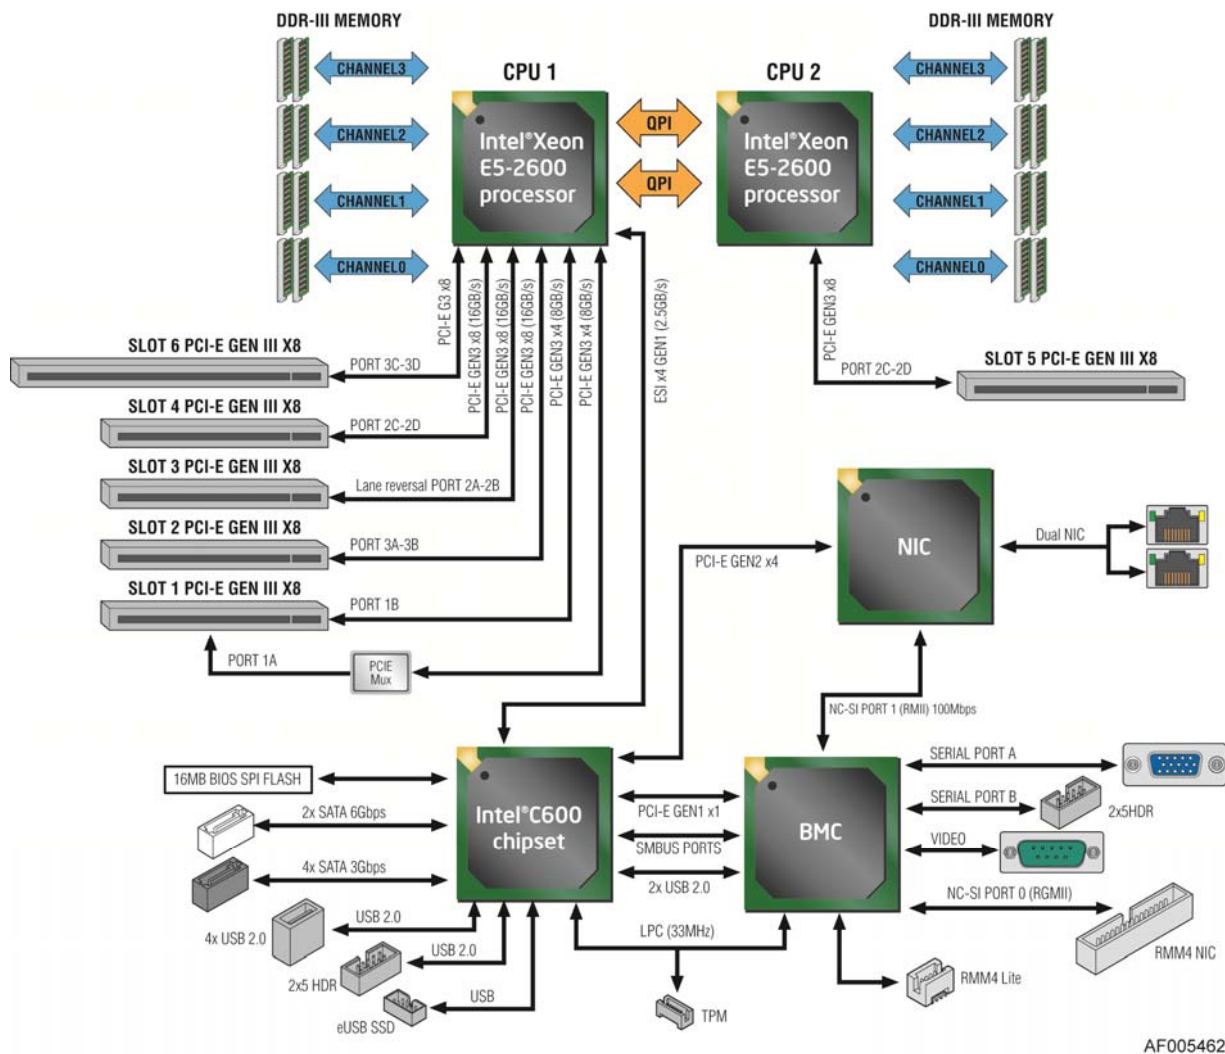 DDR-III MEMORY
DDR-III MEMORY
CHANNEL3
CPU 1
CPU 2
CHANNEL3
CHANNEL2
QPI
CHANNEL2
Intel®Xeon
E5-2600
processor
Intel®Xeon
E5-2600
processor
CHANNEL1
QPI
CHANNEL1
CHANNEL0
CHANNEL0
PCI-E G3 x8
PCI-E GEN3 x8 (16GB/s)
PCI-E GEN3 x8 (16GB/s)
PCI-E GEN3 x8 (16GB/s)
PCI-E GEN3 x4 (8GB/s)
PCI-E GEN3 x4 (8GB/s)
ESI x4 GEN1 (2.5GB/s)
PCI-E GEN3 x8
SLOT 6 PCI-E GEN III X8
PORT 3C-3D
PORT 2C-2D
SLOT 5 PCI-E GEN III X8
SLOT 4 PCI-E GEN III X8
PORT 2C-2D
SLOT 3 PCI-E GEN III X8
Lane reversal PORT 2A-2B
SLOT 2 PCI-E GEN III X8
PORT 3A-3B
SLOT 1 PCI-E GEN III X8
PORT 1B
PORT 1A
PCIE
Mux
PCI-E GEN2 x4
NIC
Dual NIC
NC-SI PORT 1 (RMII) 100Mbps
16MB BIOS SPI FLASH
2x SATA 6Gbps
4x SATA 3Gbps
Intel®C600
chipset
PCI-E GEN1 x1
SMBUS PORTS
2x USB 2.0
BMC
SERIAL PORT A
SERIAL PORT B
2x5HDR
VIDEO
NC-SI PORT 0 (RGMII)
RMM4 NIC
USB 2.0
4x USB 2.0
USB 2.0
2x5 HDR
USB
eUSB SSD
LPC (33MHz)
TPM
RMM4 Lite
AF005462